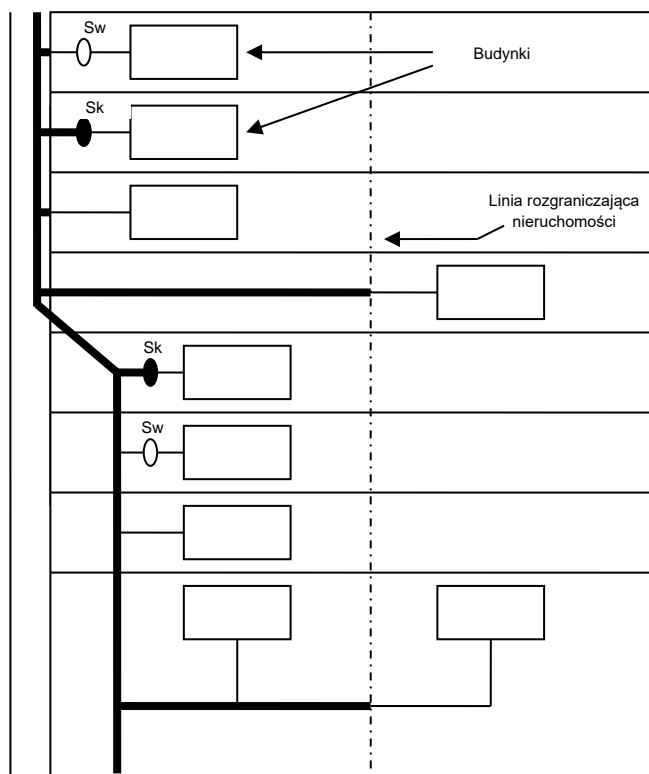 Sw
Budynki
Sk
Linia rozgraniczająca
nieruchomości
Sk
Sw